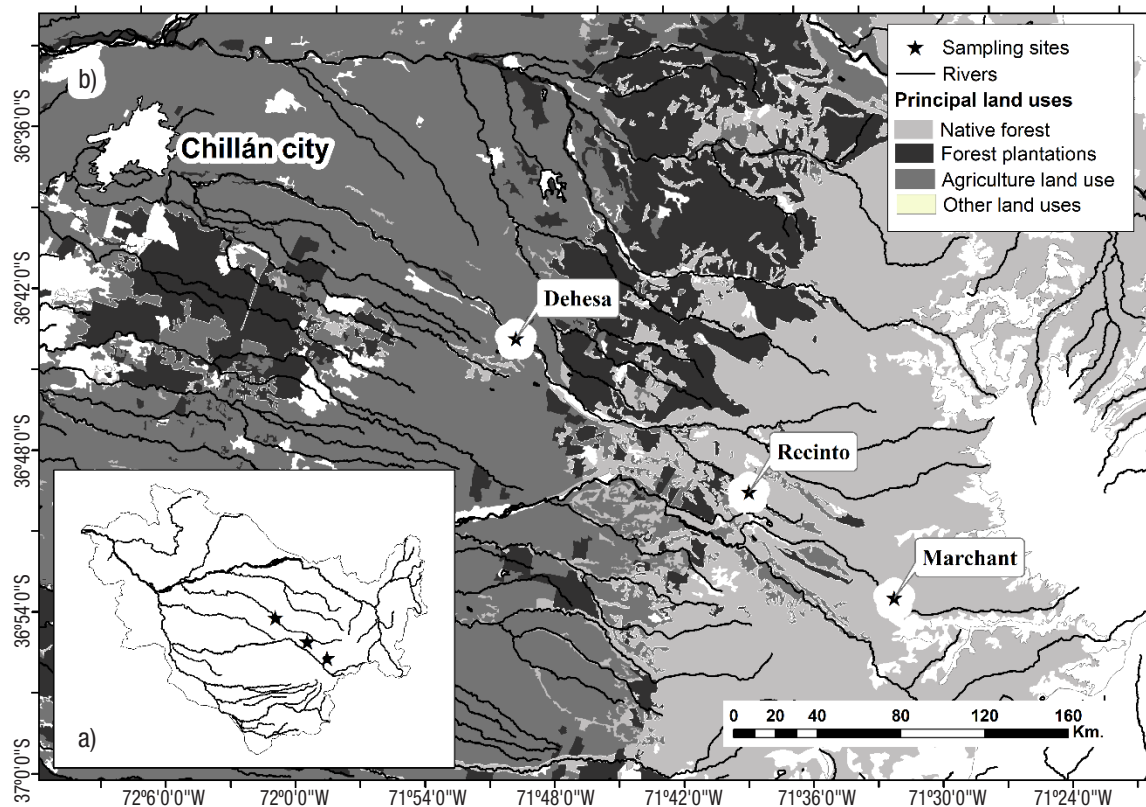 b)
Chillán city
Dehesa
Rccinto
Marchant
Sampling sites
Rivers
Principal land uses
Native forest
Forest plantations
Agriculture land use
Other land uses
a)
0 20 40 80 120 160
Km.
36°36'0"S
36°42'0"S
36°48'0"S
36°54'0"S
37°0'0"S
72°6'0"W
72°0'0"W
71°54'0"W
71°48'0"W
71°42'0"W
71°36'0"W
71°30'0"W
71°24'0"W